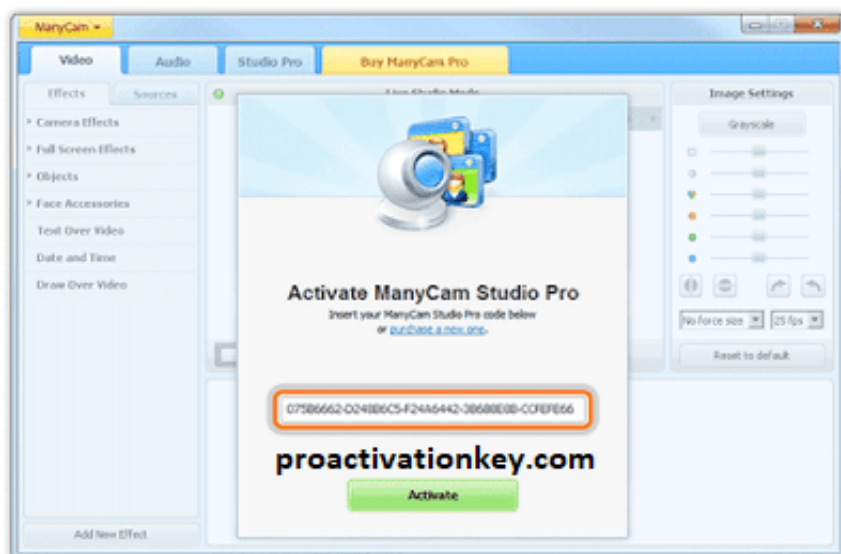 ManyCam
Video
Audio
Studio Pro
Buy ManyCam Pro
Effects
Sources
Live Studio Mode
Image Settings
Camera Effects
Grayscale
Full Screen Effects
Objects
Face Accessories
Text Over Video
Date and Time
Draw Over Video
Activate ManyCam Studio Pro
Insert your ManyCam Studio Pro code below
or purchase a new one.
No force size
25 fps
Reset to default
proactivationkey.com
Activate
Add New Effect